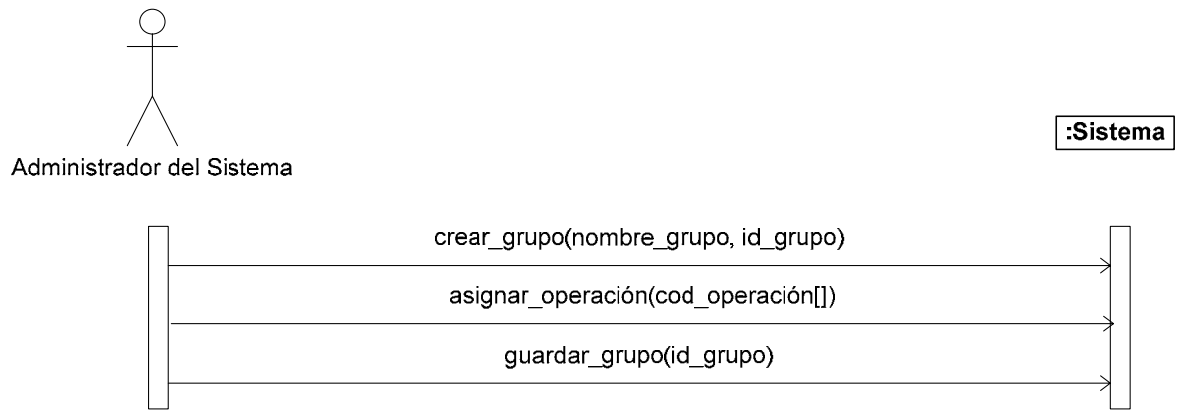 Administrador del Sistema
:Sistema
crear_grupo(nombre_grupo, id_grupo)
asignar_operación(cod_operación[])
guardar_grupo(id_grupo)